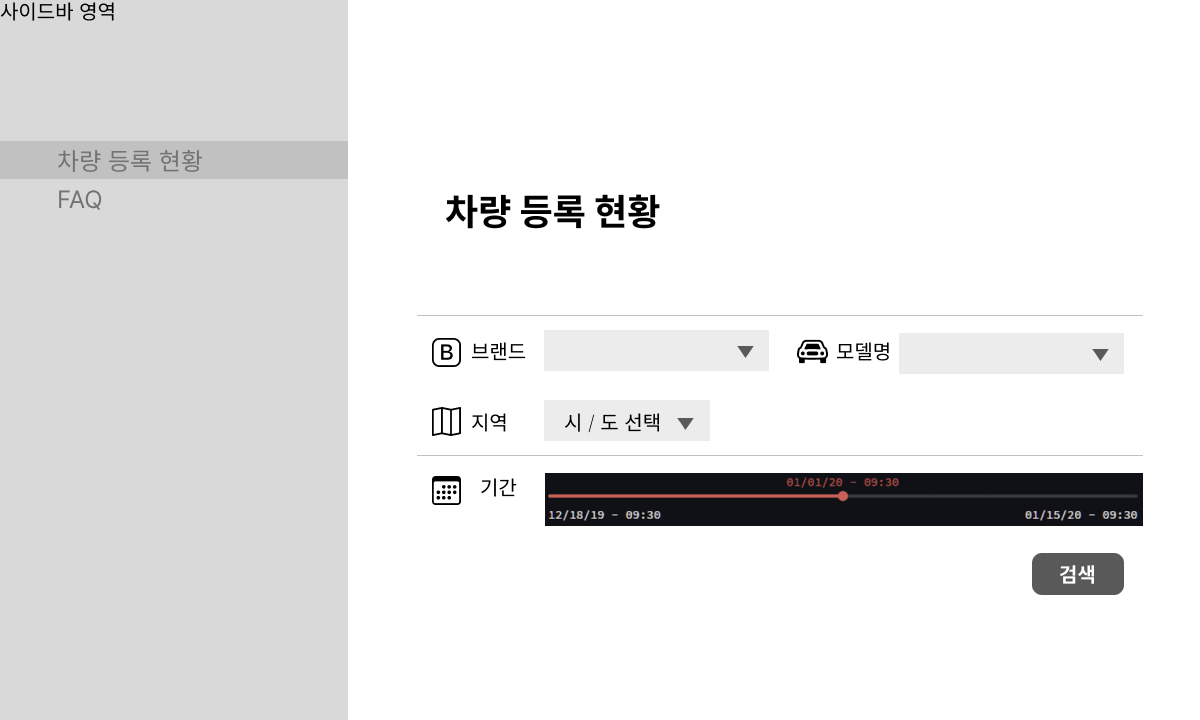 사이드바 영역
차량 등록 현황
FAQ
차량 등록 현황
B 브랜드
모델명
지역
시 / 도 선택
기간
01/01/20 - 09:30
12/18/19 - 09:30
01/15/20 - 09:30
검색